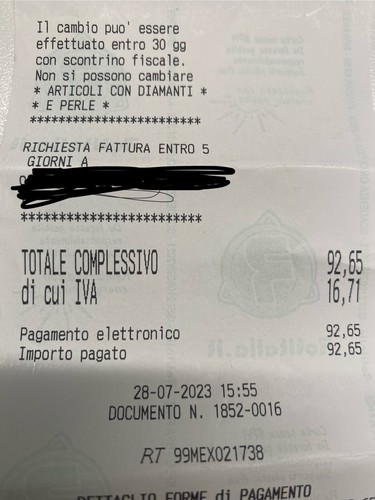 Il cambio puo' essere
effettuato entro 30 gg
con scontrino fiscale.
Non si possono cambiare
* ARTICOLI CON DIAMANTI *
* E PERLE *
************************
RICHIESTA FATTURA ENTRO 5
GIORNI A
*************************
TOTALE COMPLESSIVO 92,65
di cui IVA 16,71
Pagamento elettronico 92,65
Importo pagato 92,65
28-07-2023 15:55
DOCUMENTO N. 1852-0016
RT 99MEX021738
DETTAGLIO FORME di PAGAMENTO